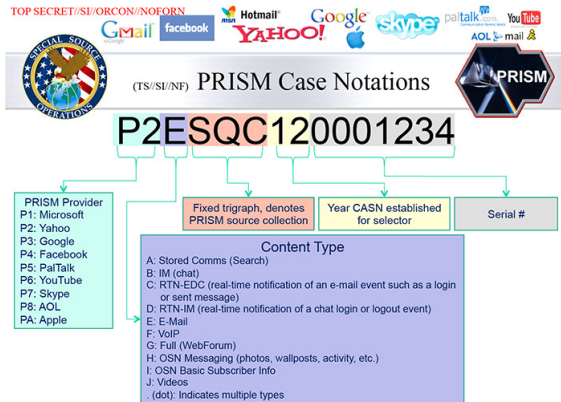 TOP SECRET//SI//ORCON//NOFORN
Gmail
by Google
facebook
msn Hotmail
Google
skype
paltalk.com
YouTube
YAHOO!
AOL mail
SPECIAL SOURCE OPERATIONS
(TS//SI//NF) PRISM Case Notations
PRISM
P2ESQC120001234
PRISM Provider
P1: Microsoft
P2: Yahoo
P3: Google
P4: Facebook
P5: PalTalk
P6: YouTube
P7: Skype
P8: AOL
PA: Apple
Fixed trigraph, denotes
PRISM source collection
Year CASN established
for selector
Serial #
Content Type
A: Stored Comms (Search)
B: IM (chat)
C: RTN-EDC (real-time notification of an e-mail event such as a login
or sent message)
D: RTN-IM (real-time notification of a chat login or logout event)
E: E-Mail
F: VoIP
G: Full (WebForum)
H: OSN Messaging (photos, wallposts, activity, etc.)
I: OSN Basic Subscriber Info
J: Videos
. (dot): Indicates multiple types